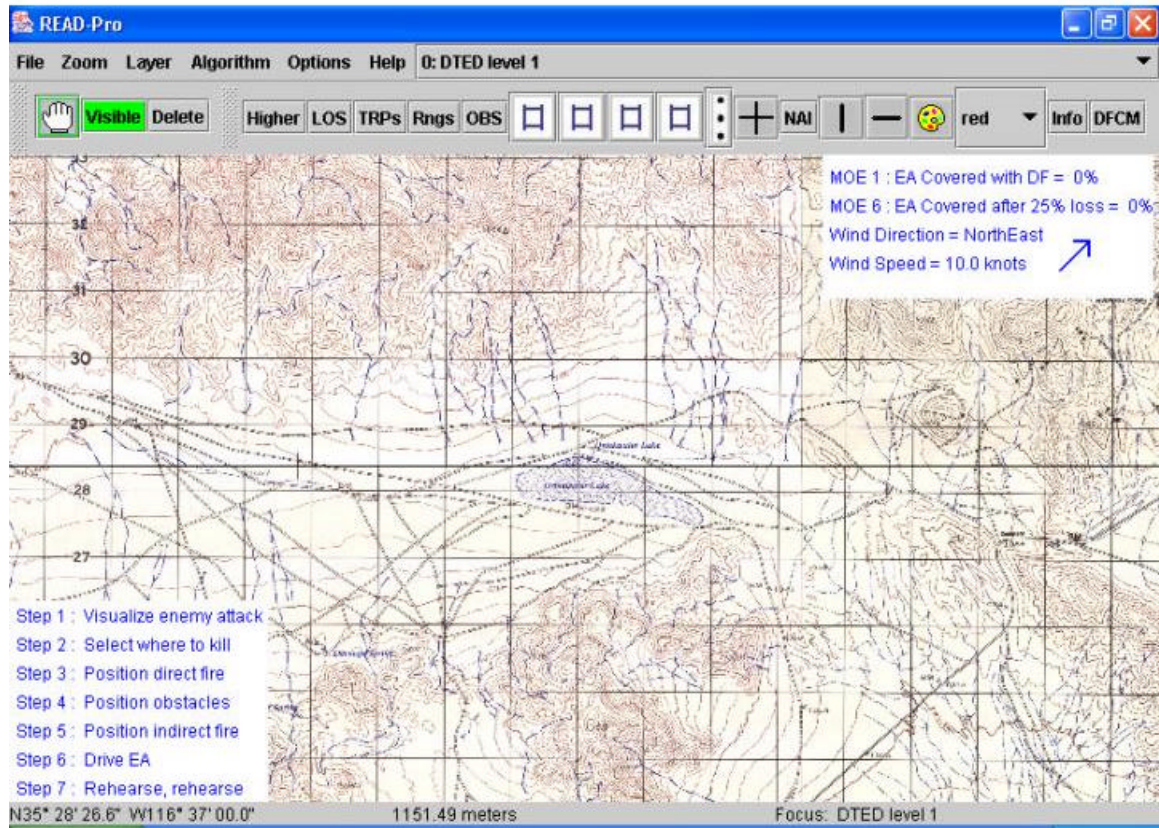 READ-Pro
File Zoom Layer Algorithm Options Help 0: DTED level 1
Visible Delete Higher LOS TRPs Rngs OBS NAI red Info DFCM
MOE 1 : EA Covered with DF = 0%
MOE 6 : EA Covered after 25% loss = 0%
Wind Direction = NorthEast
Wind Speed = 10.0 knots
33
31
31
30
29
28
27
Step 1 : Visualize enemy attack
Step 2 : Select where to kill
Step 3 : Position direct fire
Step 4 : Position obstacles
Step 5 : Position indirect fire
Step 6 : Drive EA
Step 7 : Rehearse, rehearse
N35° 28' 26.6" W116° 37' 00.0" 1151.49 meters Focus: DTED level 1